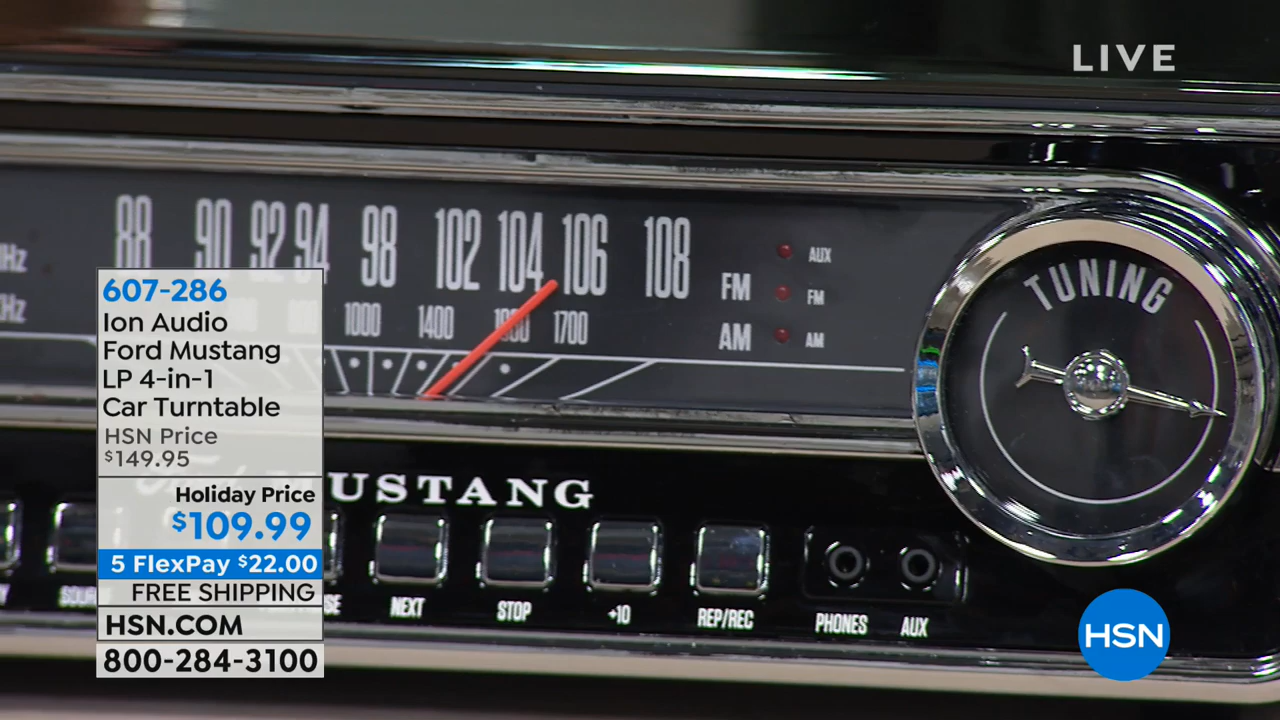 LIVE
88 90 92 94 98 102 104 106 108
FM
AM
1000 1400 1700
AUX
FM
AM
TUNING
607-286
Ion Audio
Ford Mustang
LP 4-in-1
Car Turntable
HSN Price
$149.95
Holiday Price
$109.99
5 FlexPay $22.00
FREE SHIPPING
HSN.COM
800-284-3100
USTANG
NEXT
STOP
+10
REP/REC
PHONES
AUX
HSN